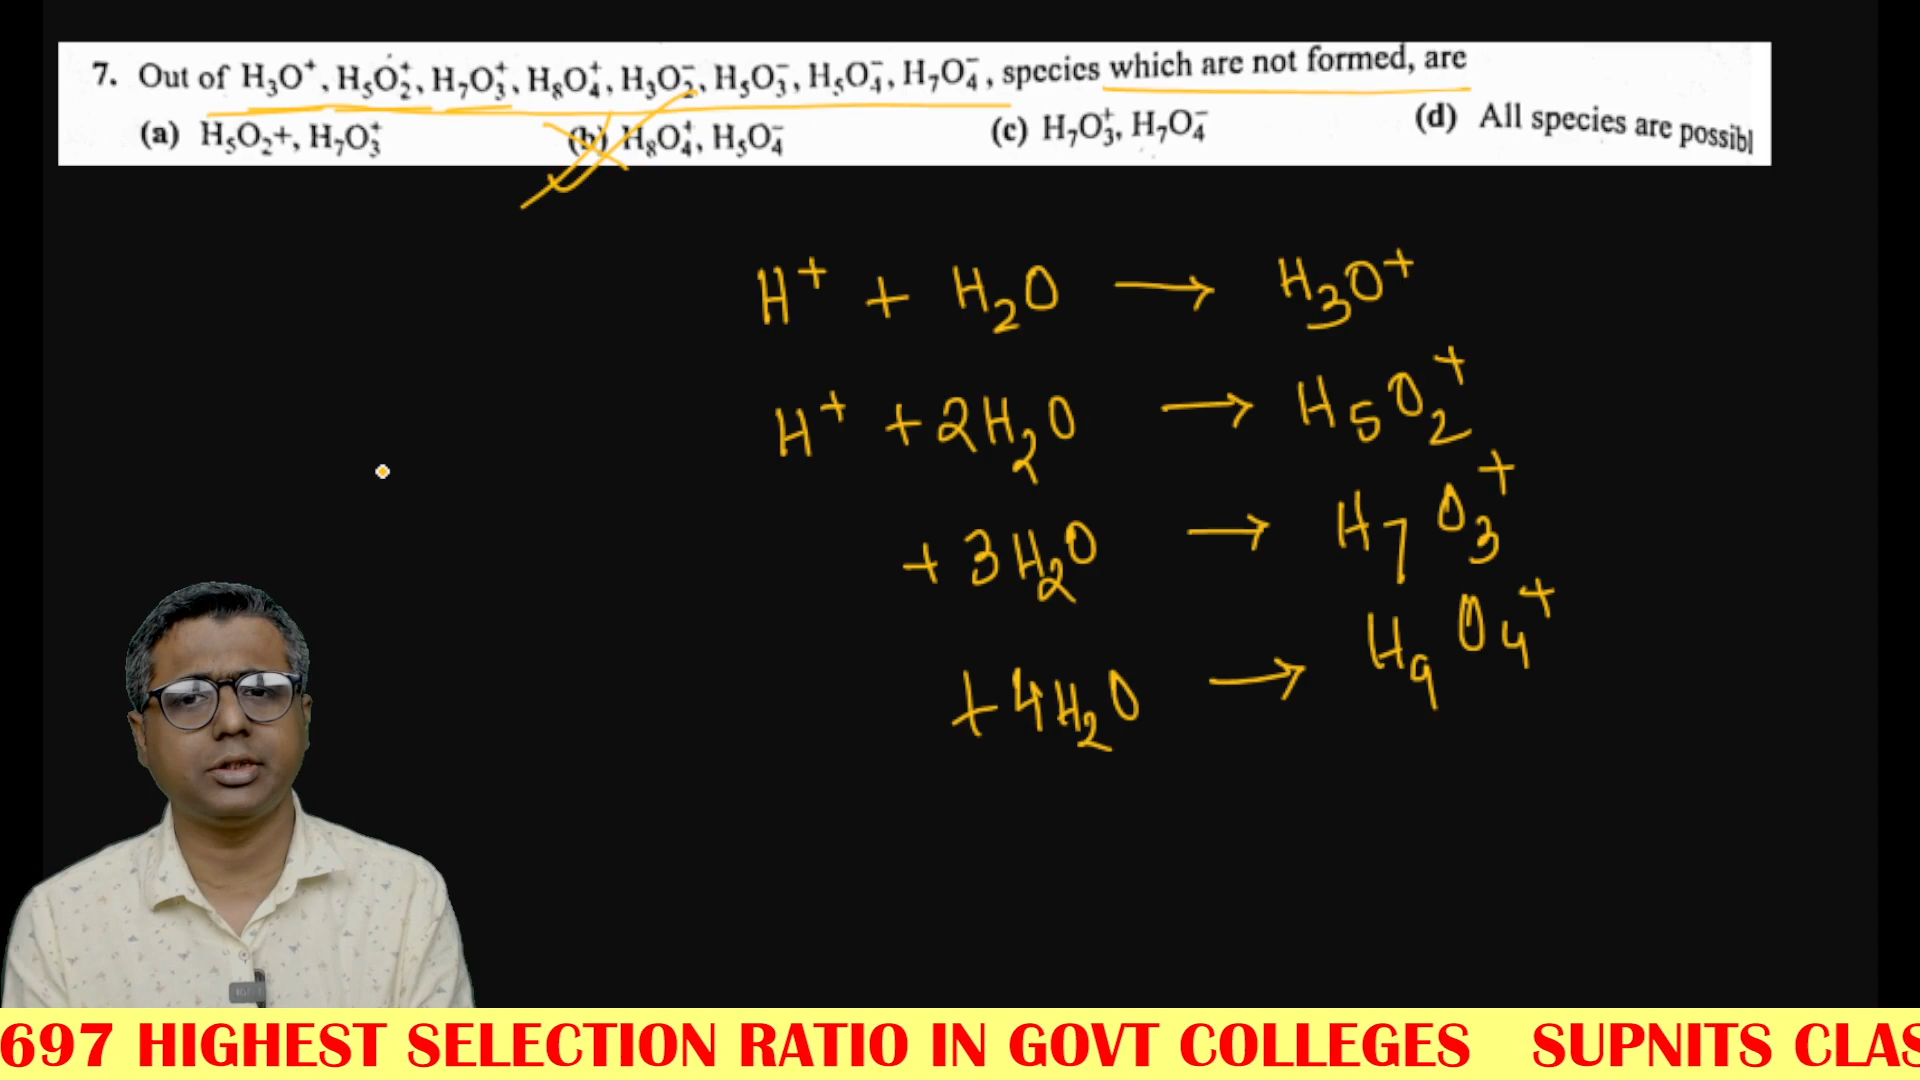 7. Out of H₃O⁺, H₅O₂⁺, H₇O₃⁺, H₈O₄⁺, H₃O₂⁻, H₅O₃⁻, H₅O₄⁻, H₇O₄⁻, species which are not formed, are
(a) H₅O₂+, H₇O₃⁺ (b) H₈O₄⁺, H₅O₄⁻ (c) H₇O₃⁺, H₇O₄⁻ (d) All species are possibl
H⁺ + H₂O → H₃O⁺
H⁺ + 2H₂O → H₅O₂⁺
+ 3H₂O → H₇O₃⁺
+ 4H₂O → H₉O₄⁺
697 HIGHEST SELECTION RATIO IN GOVT COLLEGES SUPNITS CLAS